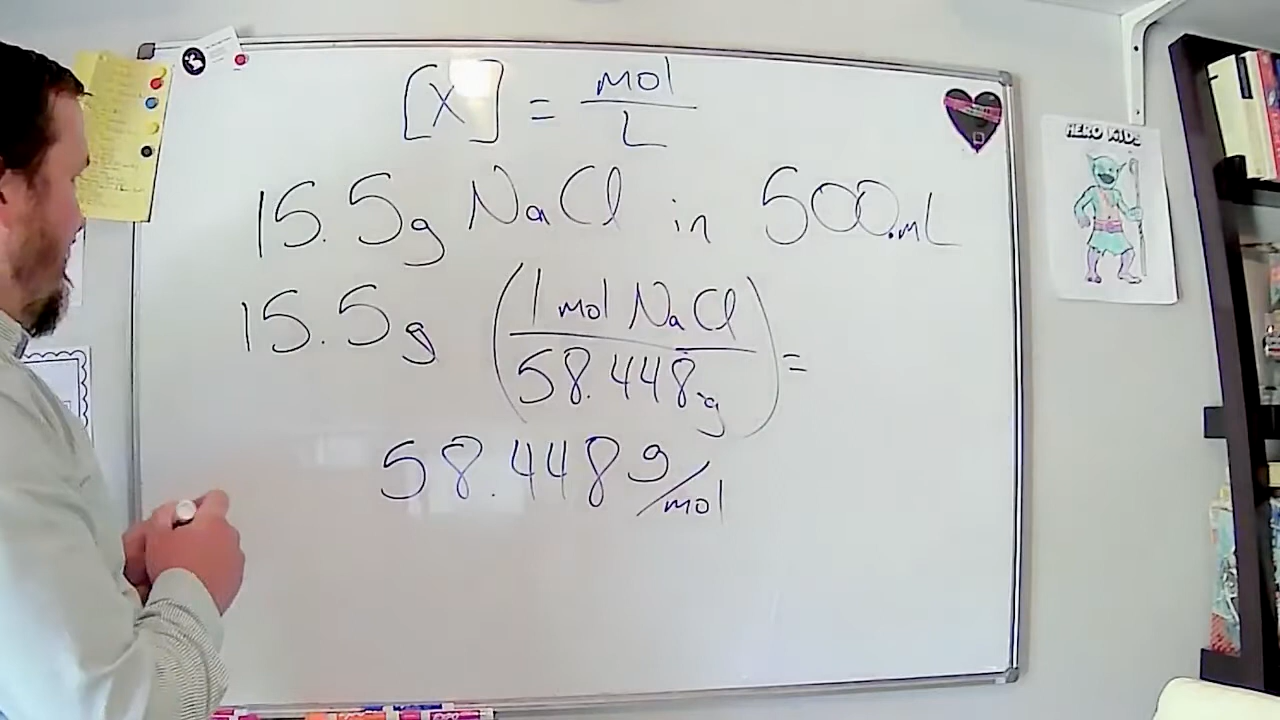 [X] = mol/L
HERO KIDS
15.5g NaCl in 500.mL
15.5g (1 mol NaCl / 58.448g) =
58.448 g/mol